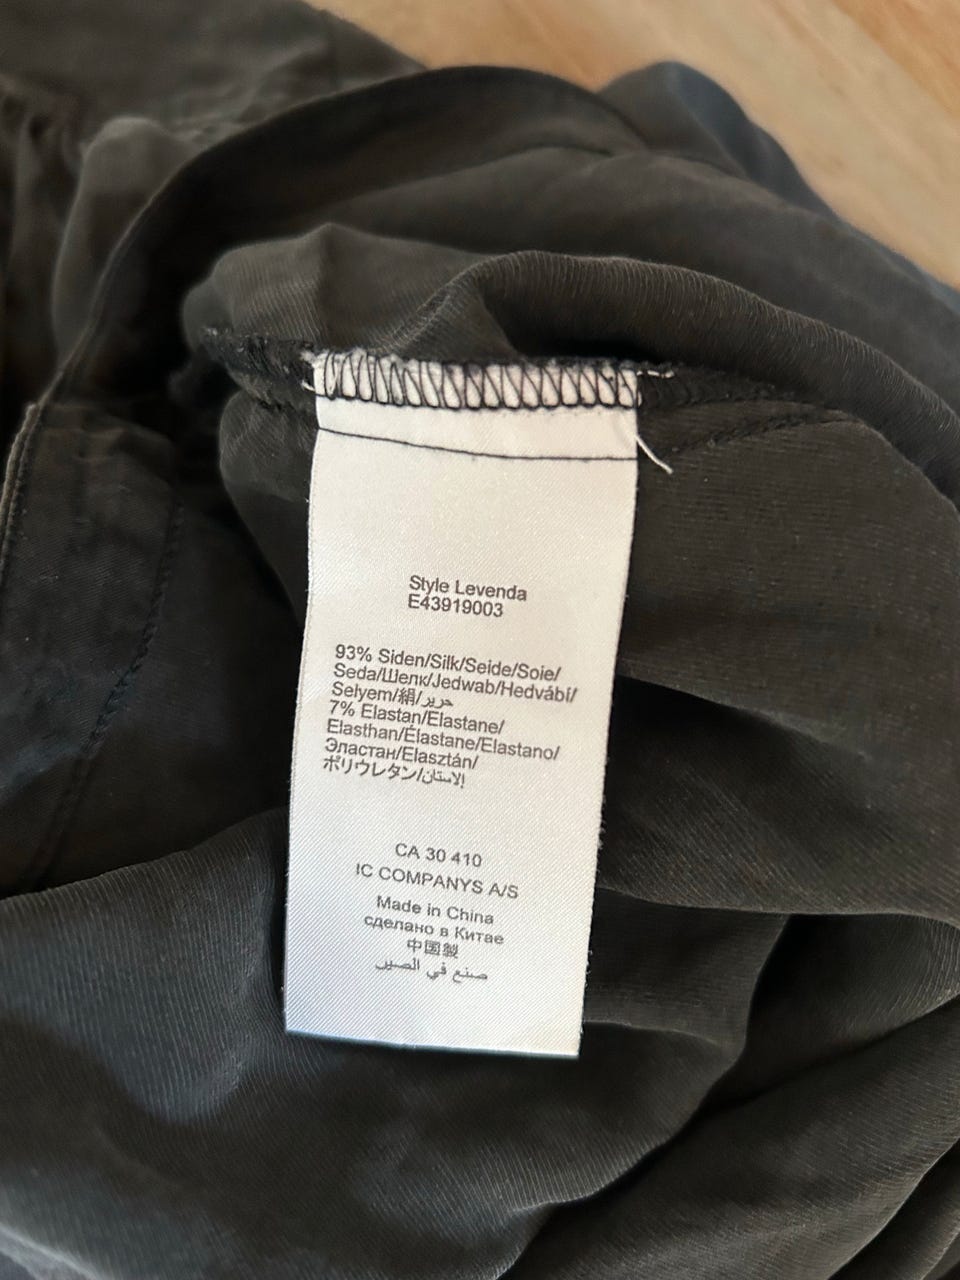 Style Levenda
E43919003
93% Siden/Silk/Seide/Soie/
Seda/Шелк/Jedwab/Hedvábí/
Selyem/絹/حرير
7% Elastan/Elastane/
Elasthan/Élastane/Elastano/
Эластан/Elasztán/
ポリウレタン/الاستان
CA 30 410
IC COMPANYS A/S
Made in China
сделано в Китае
中国製
صنع في الصين